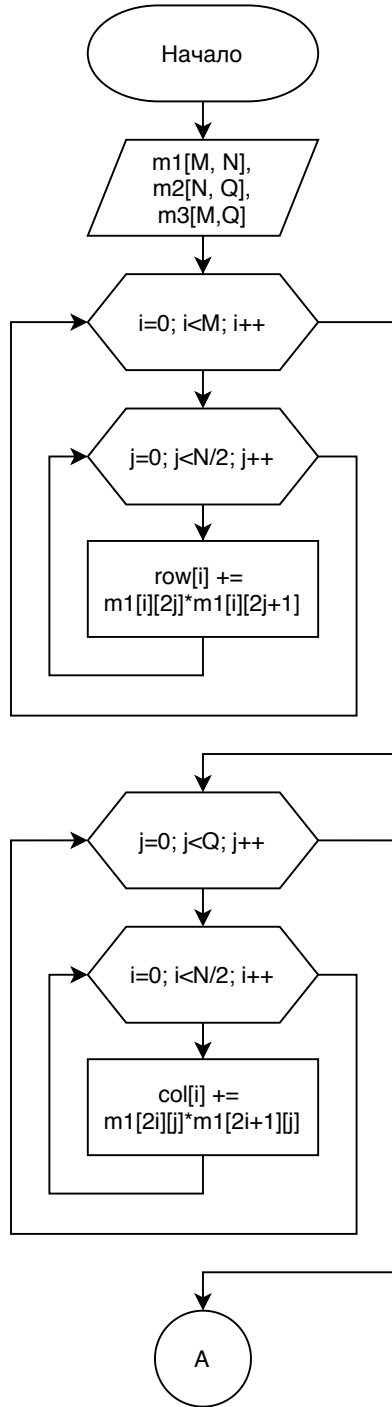 Начало
m1[M, N],
m2[N, Q],
m3[M,Q]
i=0; i<M; i++
j=0; j<N/2; j++
row[i] +=
m1[i][2j]*m1[i][2j+1]
j=0; j<Q; j++
i=0; i<N/2; i++
col[i] +=
m1[2i][j]*m1[2i+1][j]
A